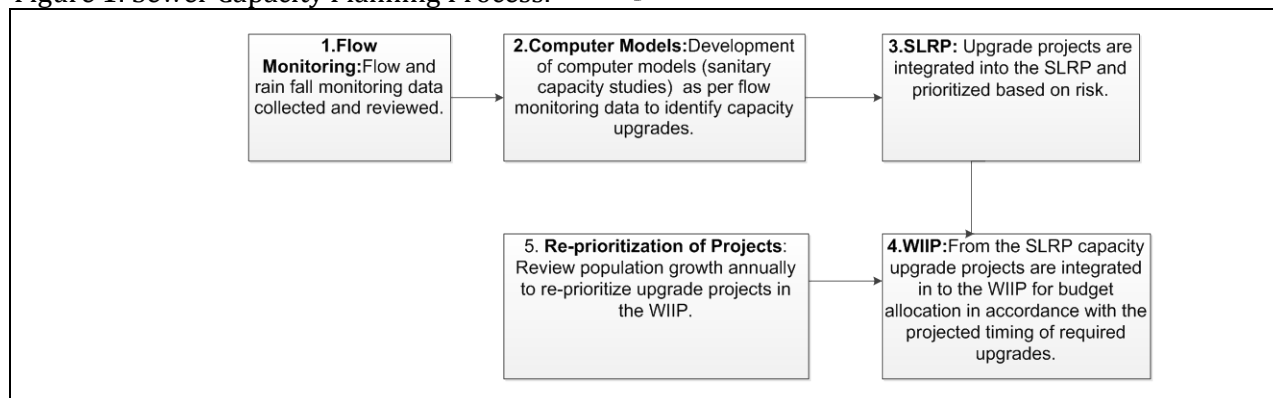 Figure 1: Sewer Capacity Planning Process.
1.Flow
Monitoring:Flow and
rain fall monitoring data
collected and reviewed.
2.Computer Models:Development
of computer models (sanitary
capacity studies)  as per flow
monitoring data to identify capacity
upgrades.
3.SLRP: Upgrade projects are
integrated into the SLRP and
prioritized based on risk.
4.WIIP:From the SLRP capacity
upgrade projects are integrated
in to the WIIP for budget
allocation in accordance with the
projected timing of required
upgrades.
5. Re-prioritization of Projects:
Review population growth annually
to re-prioritize upgrade projects in
the WIIP.